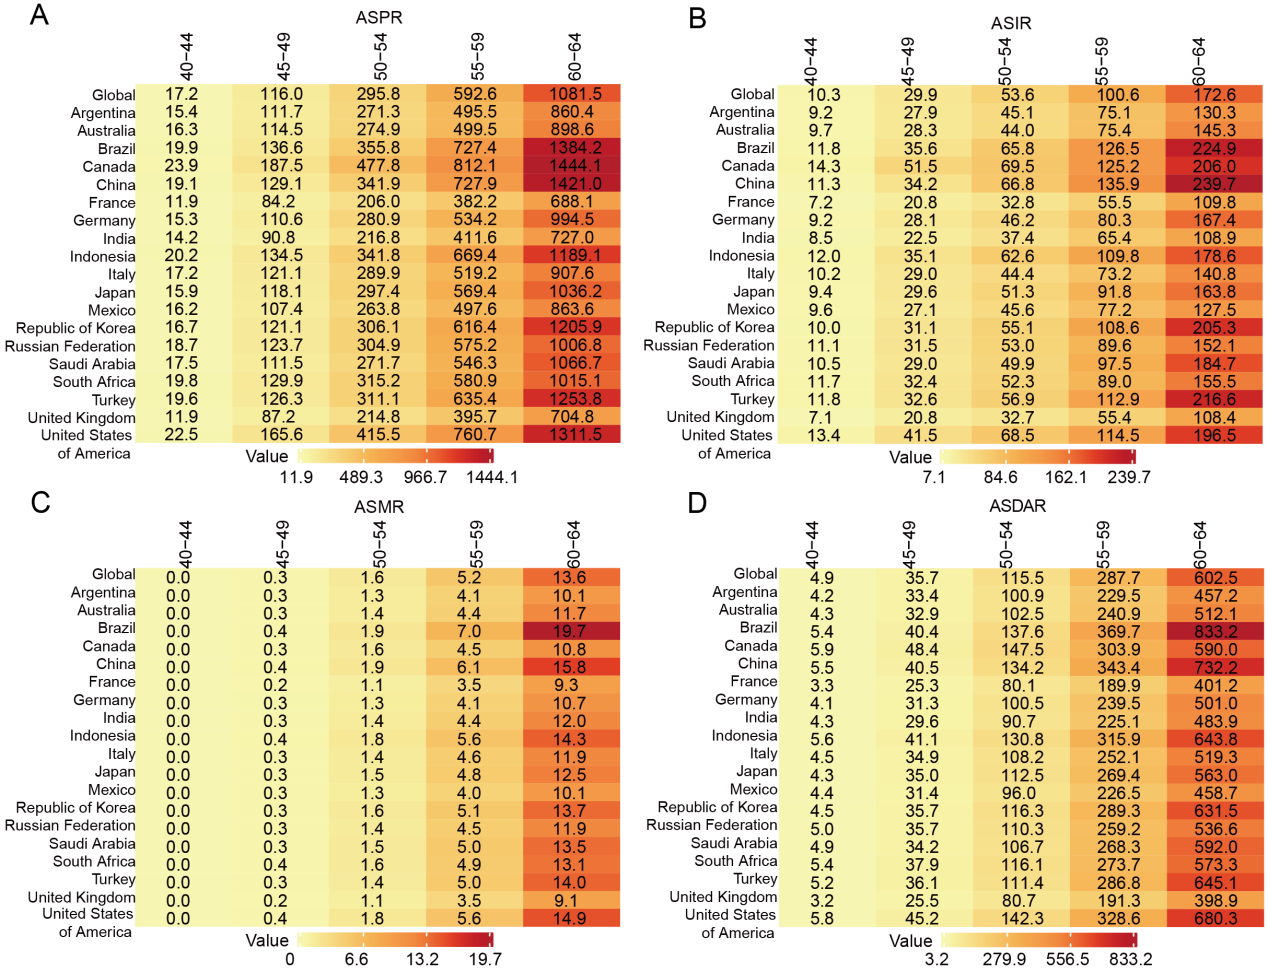 A
ASPR
40–44 45–49 50–54 55–59 60–64
Global 17.2 116.0 295.8 592.6 1081.5
Argentina 15.4 111.7 271.3 495.5 860.4
Australia 16.3 114.5 274.9 499.5 898.6
Brazil 19.9 136.6 355.8 727.4 1384.2
Canada 23.9 187.5 477.8 812.1 1444.1
China 19.1 129.1 341.9 727.9 1421.0
France 11.9 84.2 206.0 382.2 688.1
Germany 15.3 110.6 280.9 534.2 994.5
India 14.2 90.8 216.8 411.6 727.0
Indonesia 20.2 134.5 341.8 669.4 1189.1
Italy 17.2 121.1 289.9 519.2 907.6
Japan 15.9 118.1 297.4 569.4 1036.2
Mexico 16.2 107.4 263.8 497.6 863.6
Republic of Korea 16.7 121.1 306.1 616.4 1205.9
Russian Federation 18.7 123.7 304.9 575.2 1006.8
Saudi Arabia 17.5 111.5 271.7 546.3 1066.7
South Africa 19.8 129.9 315.2 580.9 1015.1
Turkey 19.6 126.3 311.1 635.4 1253.8
United Kingdom 11.9 87.2 214.8 395.7 704.8
United States 22.5 165.6 415.5 760.7 1311.5
of America
Value
11.9 489.3 966.7 1444.1
B
ASIR
40–44 45–49 50–54 55–59 60–64
Global 10.3 29.9 53.6 100.6 172.6
Argentina 9.2 27.9 45.1 75.1 130.3
Australia 9.7 28.3 44.0 75.4 145.3
Brazil 11.8 35.6 65.8 126.5 224.9
Canada 14.3 51.5 69.5 125.2 206.0
China 11.3 34.2 66.8 135.9 239.7
France 7.2 20.8 32.8 55.5 109.8
Germany 9.2 28.1 46.2 80.3 167.4
India 8.5 22.5 37.4 65.4 108.9
Indonesia 12.0 35.1 62.6 109.8 178.6
Italy 10.2 29.0 44.4 73.2 140.8
Japan 9.4 29.6 51.3 91.8 163.8
Mexico 9.6 27.1 45.6 77.2 127.5
Republic of Korea 10.0 31.1 55.1 108.6 205.3
Russian Federation 11.1 31.5 53.0 89.6 152.1
Saudi Arabia 10.5 29.0 49.9 97.5 184.7
South Africa 11.7 32.4 52.3 89.0 155.5
Turkey 11.8 32.6 56.9 112.9 216.6
United Kingdom 7.1 20.8 32.7 55.4 108.4
United States 13.4 41.5 68.5 114.5 196.5
of America
Value
7.1 84.6 162.1 239.7
C
ASMR
40–44 45–49 50–54 55–59 60–64
Global 0.0 0.3 1.6 5.2 13.6
Argentina 0.0 0.3 1.3 4.1 10.1
Australia 0.0 0.3 1.4 4.4 11.7
Brazil 0.0 0.4 1.9 7.0 19.7
Canada 0.0 0.3 1.6 4.5 10.8
China 0.0 0.4 1.9 6.1 15.8
France 0.0 0.2 1.1 3.5 9.3
Germany 0.0 0.3 1.3 4.1 10.7
India 0.0 0.3 1.4 4.4 12.0
Indonesia 0.0 0.4 1.8 5.6 14.3
Italy 0.0 0.3 1.4 4.6 11.9
Japan 0.0 0.3 1.5 4.8 12.5
Mexico 0.0 0.3 1.3 4.0 10.1
Republic of Korea 0.0 0.3 1.6 5.1 13.7
Russian Federation 0.0 0.3 1.4 4.5 11.9
Saudi Arabia 0.0 0.3 1.5 5.0 13.5
South Africa 0.0 0.4 1.6 4.9 13.1
Turkey 0.0 0.3 1.4 5.0 14.0
United Kingdom 0.0 0.2 1.1 3.5 9.1
United States 0.0 0.4 1.8 5.6 14.9
of America
Value
0 6.6 13.2 19.7
D
ASDAR
40–44 45–49 50–54 55–59 60–64
Global 4.9 35.7 115.5 287.7 602.5
Argentina 4.2 33.4 100.9 229.5 457.2
Australia 4.3 32.9 102.5 240.9 512.1
Brazil 5.4 40.4 137.6 369.7 833.2
Canada 5.9 48.4 147.5 303.9 590.0
China 5.5 40.5 134.2 343.4 732.2
France 3.3 25.3 80.1 189.9 401.2
Germany 4.1 31.3 100.5 239.5 501.0
India 4.3 29.6 90.7 225.1 483.9
Indonesia 5.6 41.1 130.8 315.9 643.8
Italy 4.5 34.9 108.2 252.1 519.3
Japan 4.3 35.0 112.5 269.4 563.0
Mexico 4.4 31.4 96.0 226.5 458.7
Republic of Korea 4.5 35.7 116.3 289.3 631.5
Russian Federation 5.0 35.7 110.3 259.2 536.6
Saudi Arabia 4.9 34.2 106.7 268.3 592.0
South Africa 5.4 37.9 116.1 273.7 573.3
Turkey 5.2 36.1 111.4 286.8 645.1
United Kingdom 3.2 25.5 80.7 191.3 398.9
United States 5.8 45.2 142.3 328.6 680.3
of America
Value
3.2 279.9 556.5 833.2